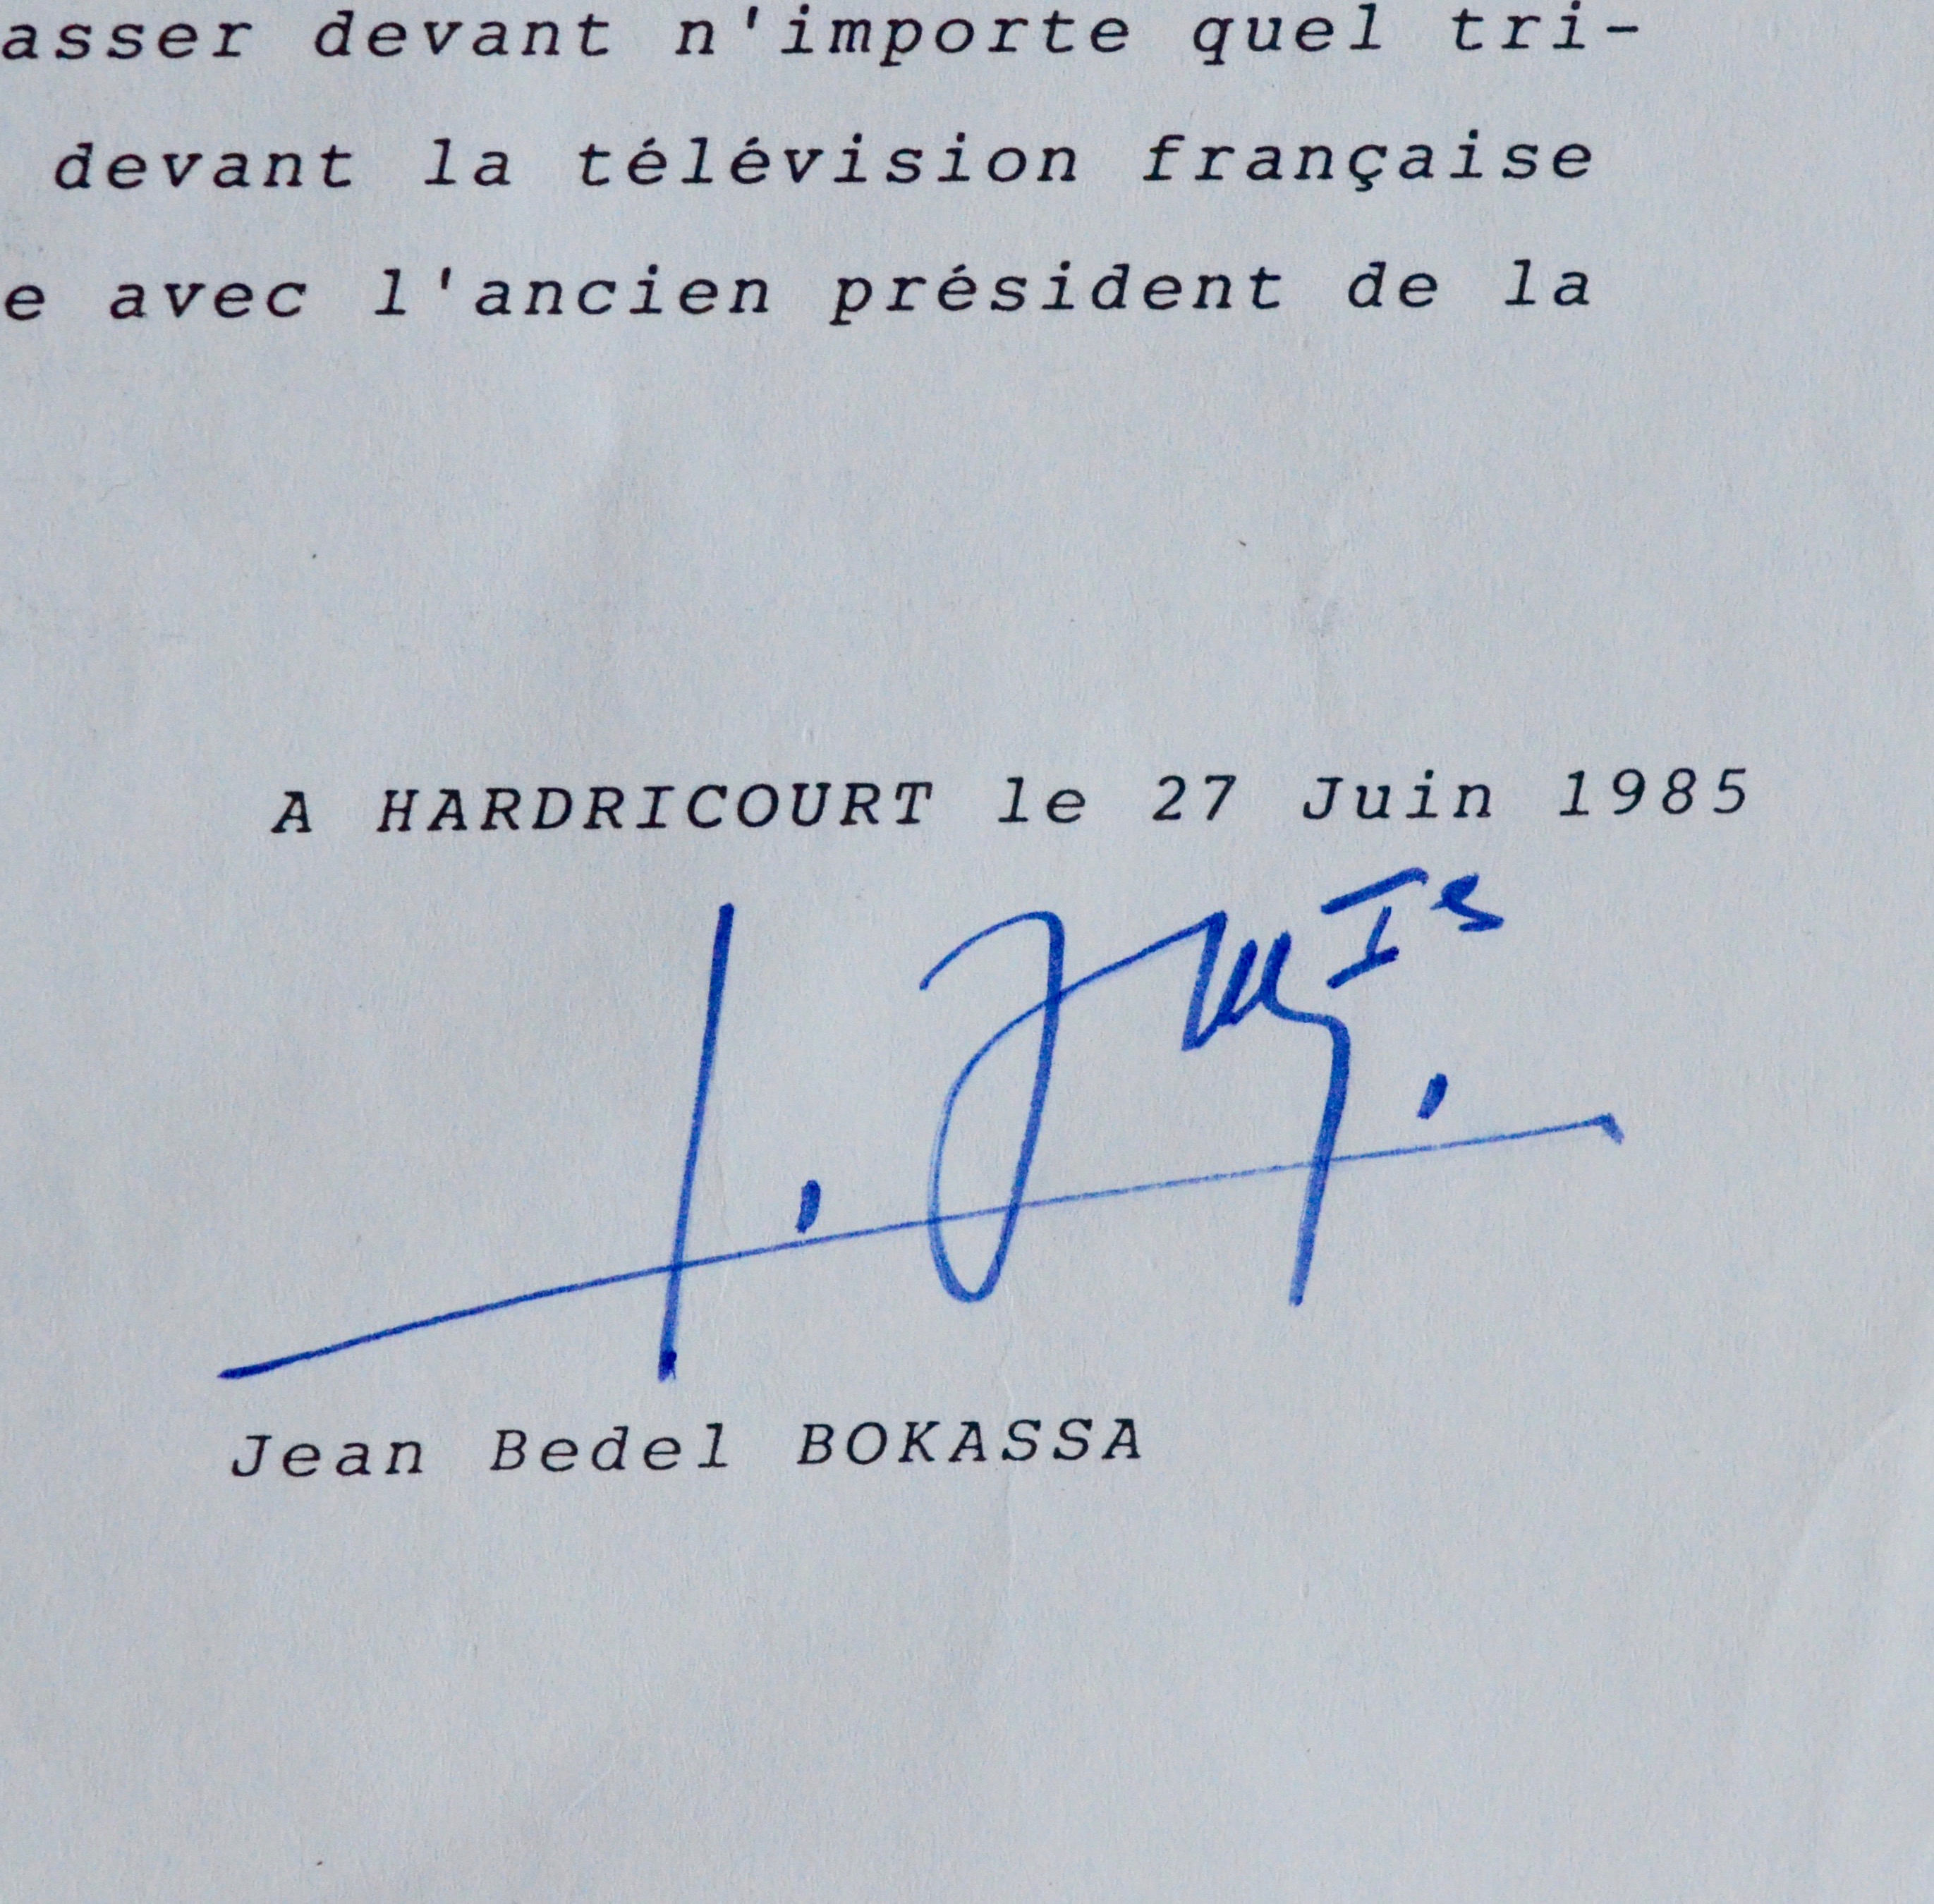 asser devant n'importe quel tri-
devant la télévision française
e avec l'ancien président de la
A HARDRICOURT le 27 Juin 1985
Jean Bedel BOKASSA